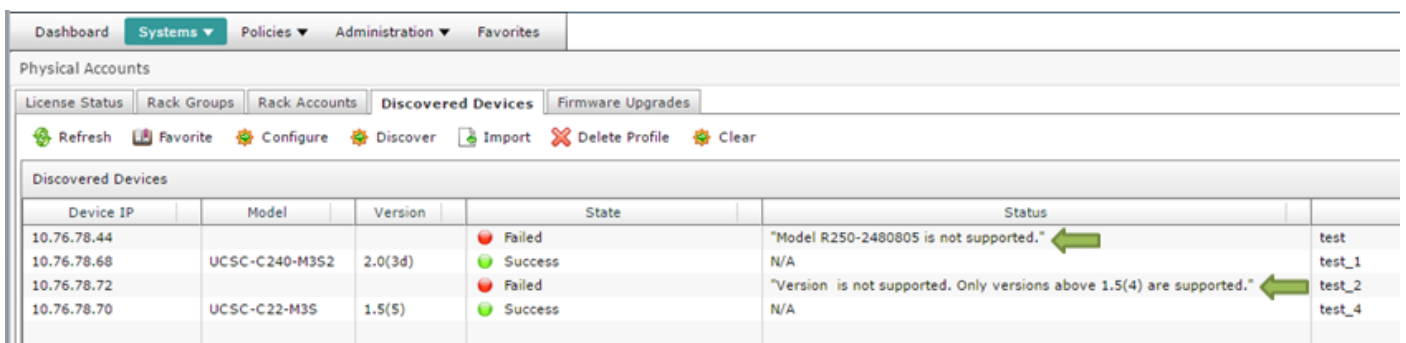 Dashboard Systems ▼ Policies ▼ Administration ▼ Favorites
Physical Accounts
License Status Rack Groups Rack Accounts Discovered Devices Firmware Upgrades
Refresh Favorite Configure Discover Import Delete Profile Clear
Discovered Devices
Device IP Model Version State Status
10.76.78.44 Failed "Model R250-2480805 is not supported." test
10.76.78.68 UCSC-C240-M3S2 2.0(3d) Success N/A test_1
10.76.78.72 Failed "Version is not supported. Only versions above 1.5(4) are supported." test_2
10.76.78.70 UCSC-C22-M3S 1.5(5) Success N/A test_4